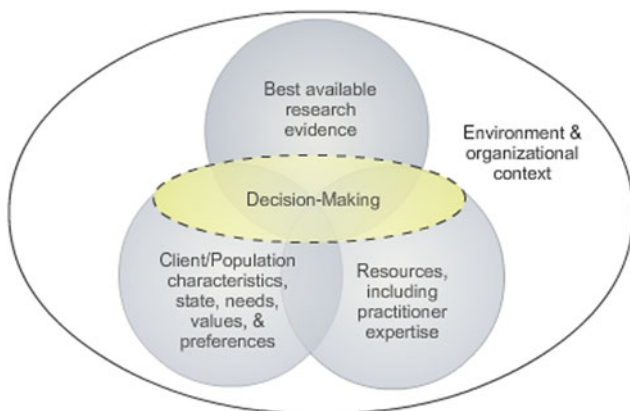 Best available
research
evidence
Environment &
organizational
context
Decision-Making
Client/Population
characteristics,
state, needs,
values, &
preferences
Resources,
including
practitioner
expertise